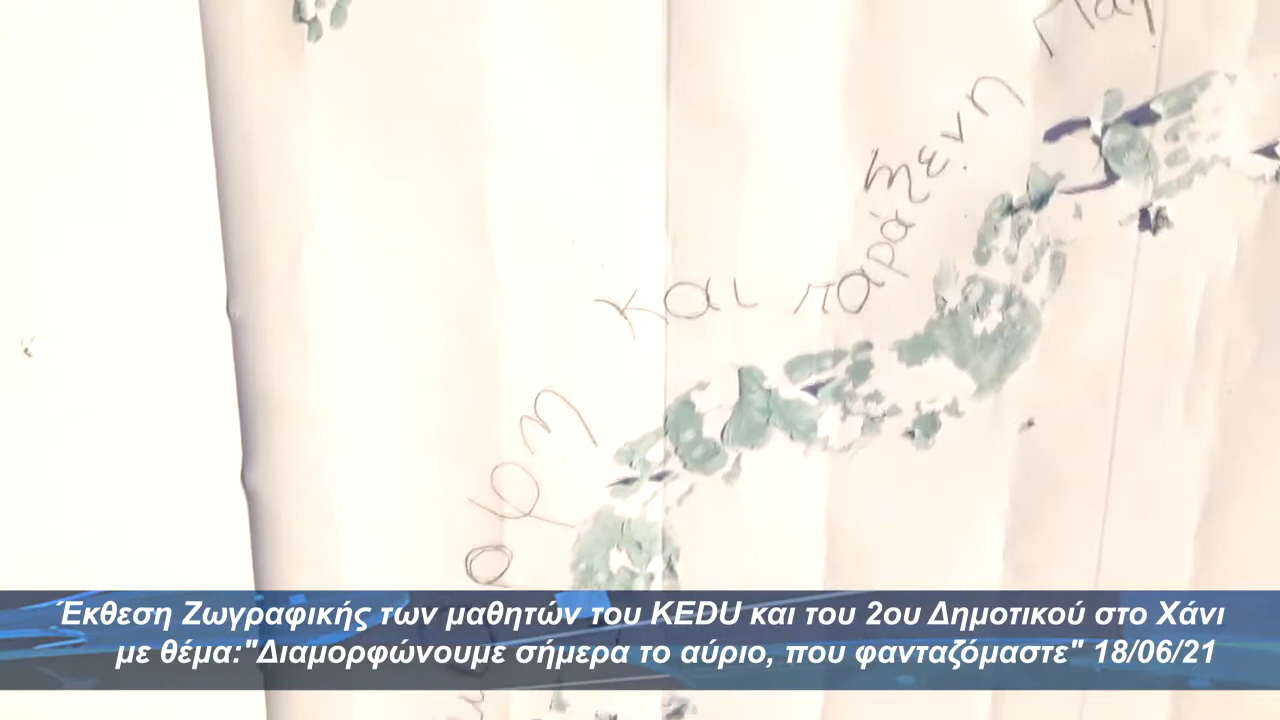 και παράξενη
Έκθεση Ζωγραφικής των μαθητών του KEDU και του 2ου Δημοτικού στο Χάνι
με θέμα:"Διαμορφώνουμε σήμερα το αύριο, που φανταζόμαστε" 18/06/21